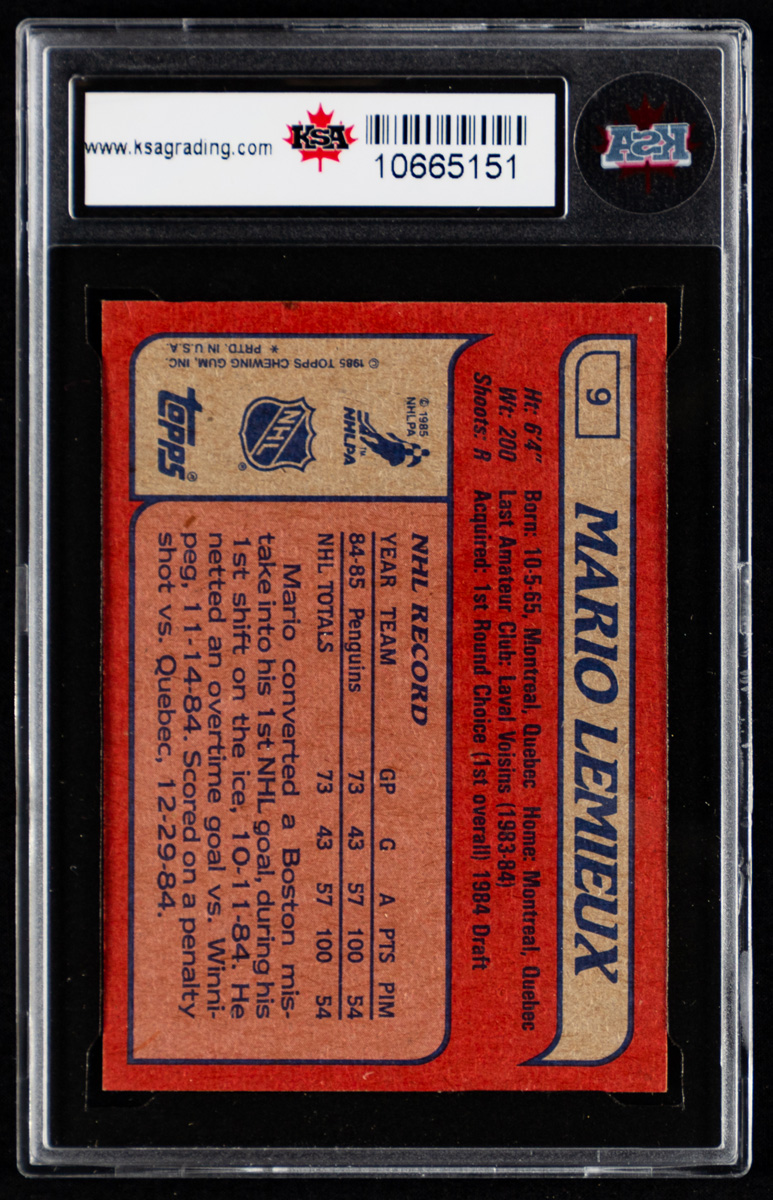 www.ksagrading.com
KSA
10665151
KSA
9
MARIO LEMIEUX
Ht: 6'4" Born: 10-5-65, Montreal, Quebec Home: Montreal, Quebec
Wt: 200 Last Amateur Club: Laval Voisins (1983-84)
Shoots: R Acquired: 1st Round Choice (1st overall) 1984 Draft
© 1985
NHLPA
NHLPA
TM
NHL
®
topps®
© 1985 TOPPS CHEWING GUM, INC.
* PRTD. IN U.S.A.
NHL RECORD
YEAR TEAM GP G A PTS PIM
84-85 Penguins 73 43 57 100 54
NHL TOTALS 73 43 57 100 54
Mario converted a Boston mis-
take into his 1st NHL goal, during his
1st shift on the ice, 10-11-84. He
netted an overtime goal vs. Winni-
peg, 11-14-84. Scored on a penalty
shot vs. Quebec, 12-29-84.